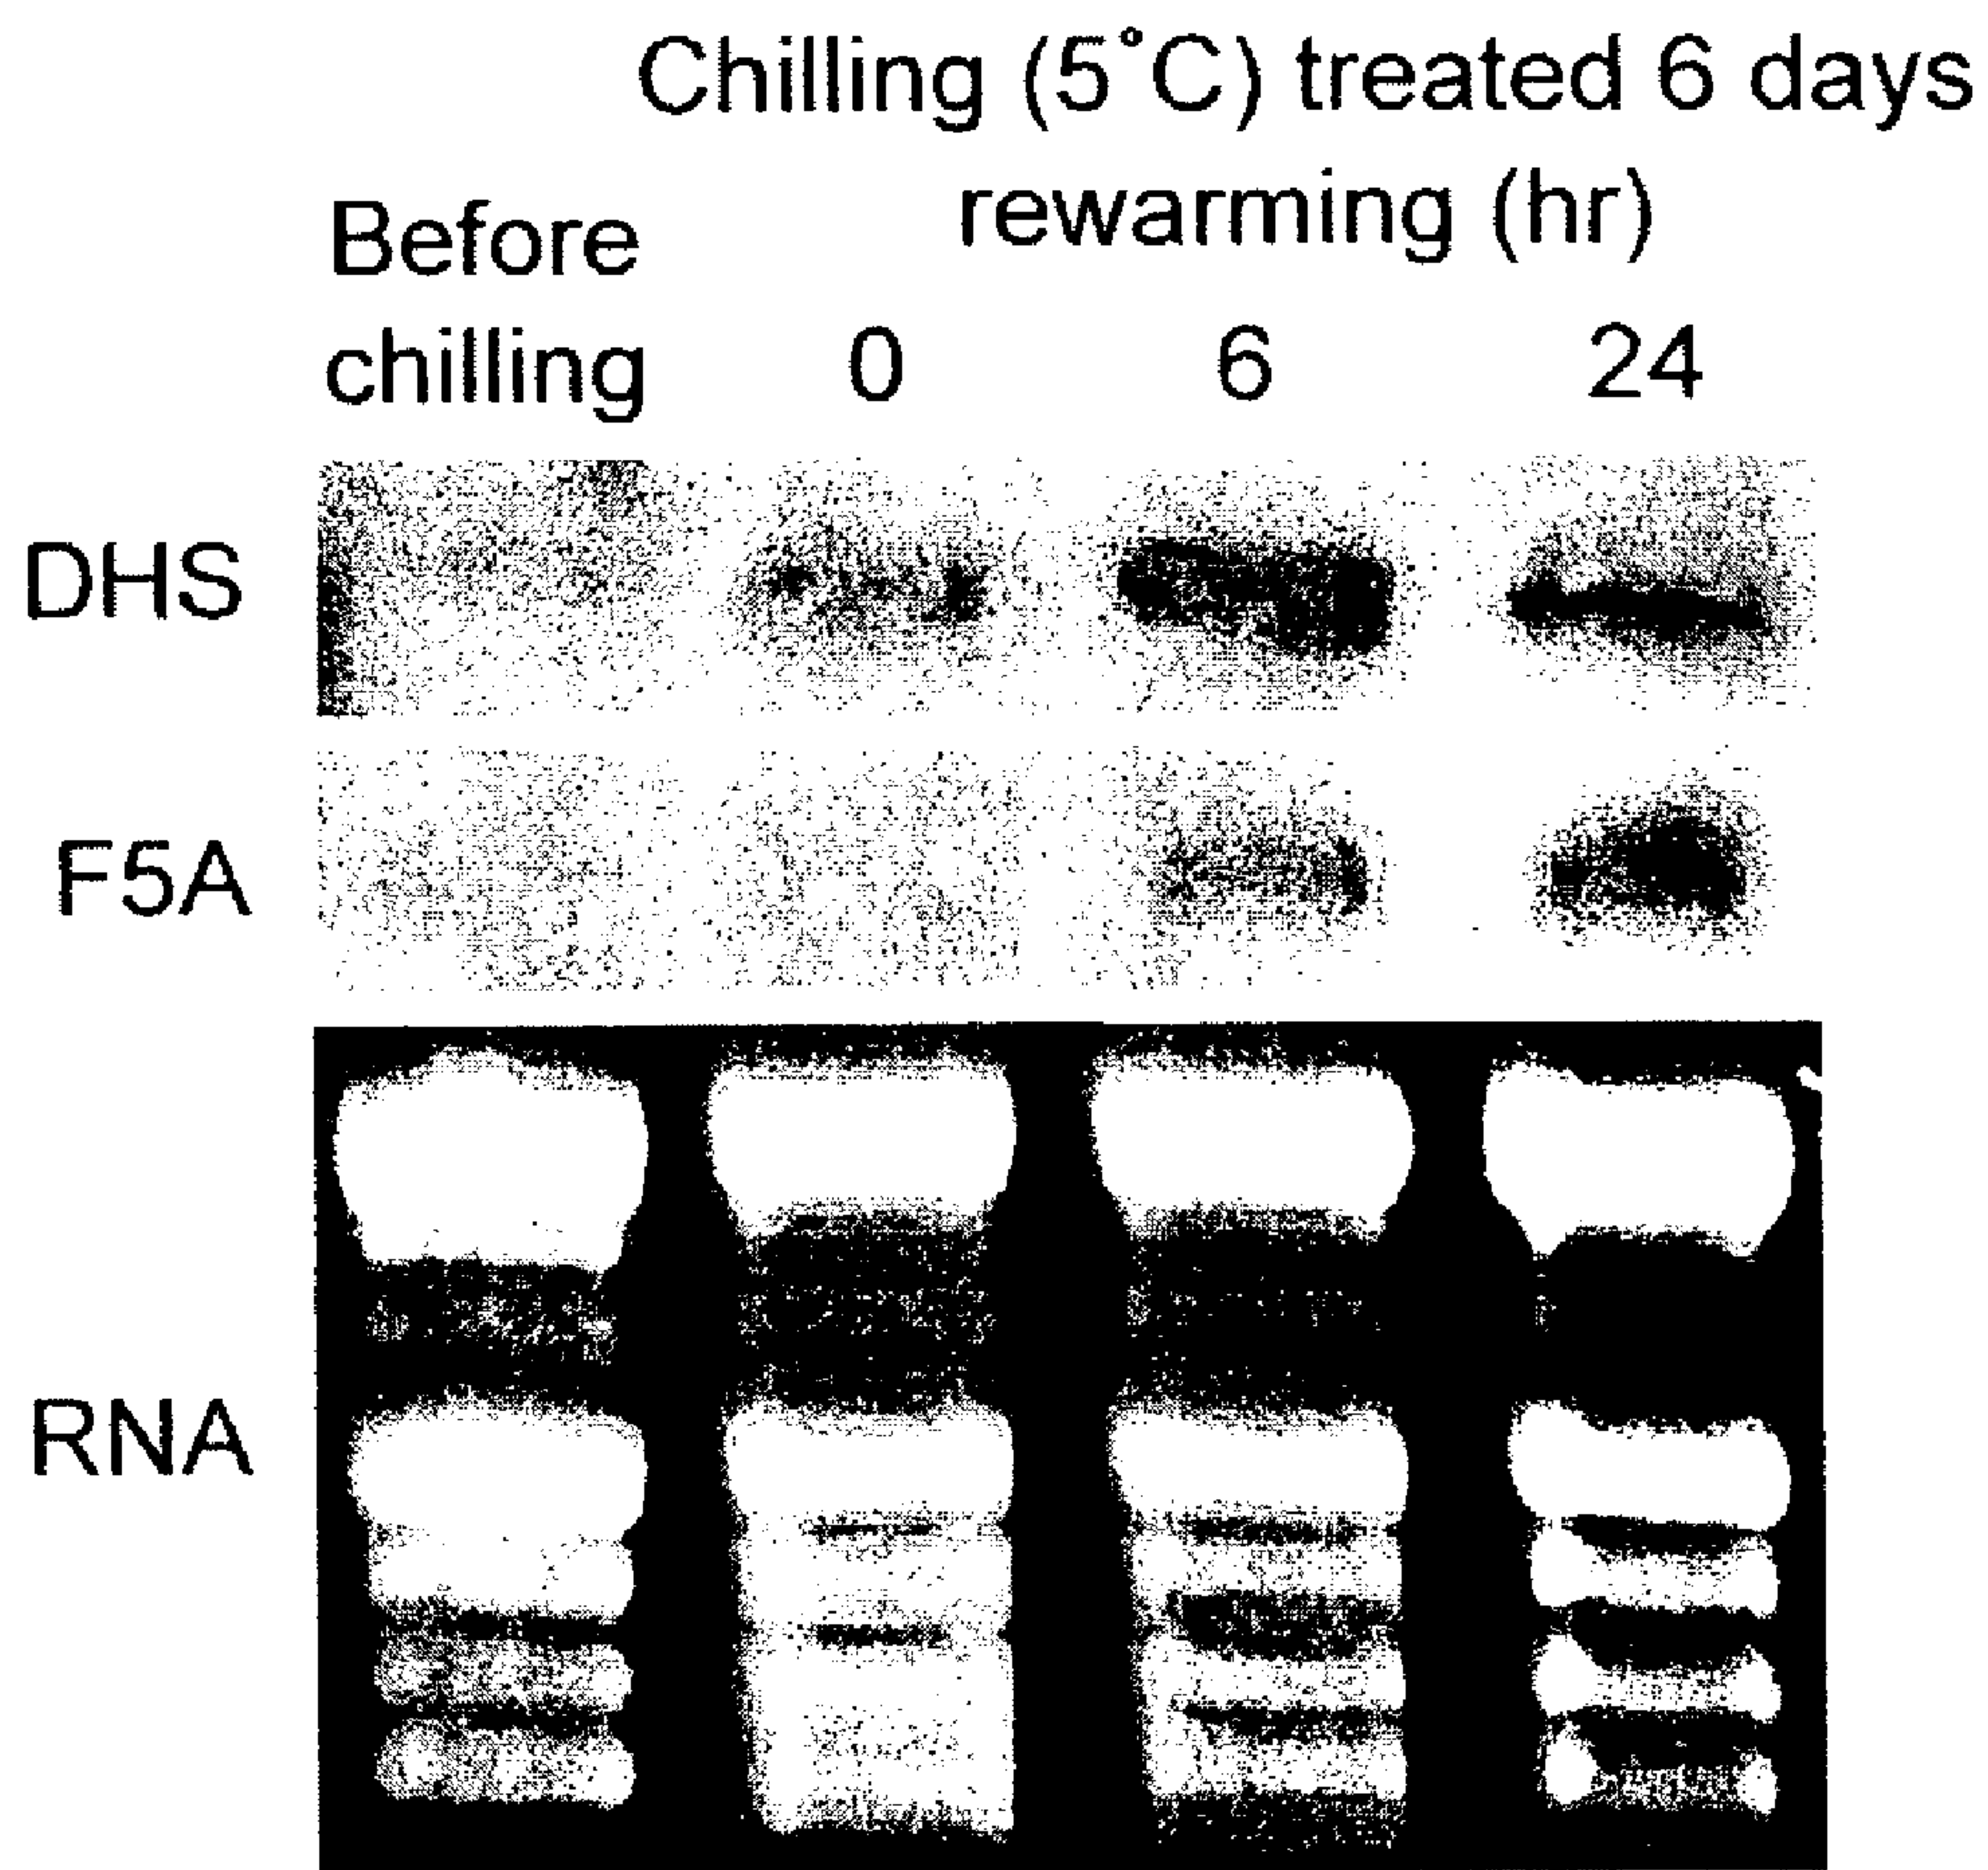 Chilling (5°C) treated 6 days
rewarming (hr)
Before
chilling
0 6 24
DHS
F5A
RNA